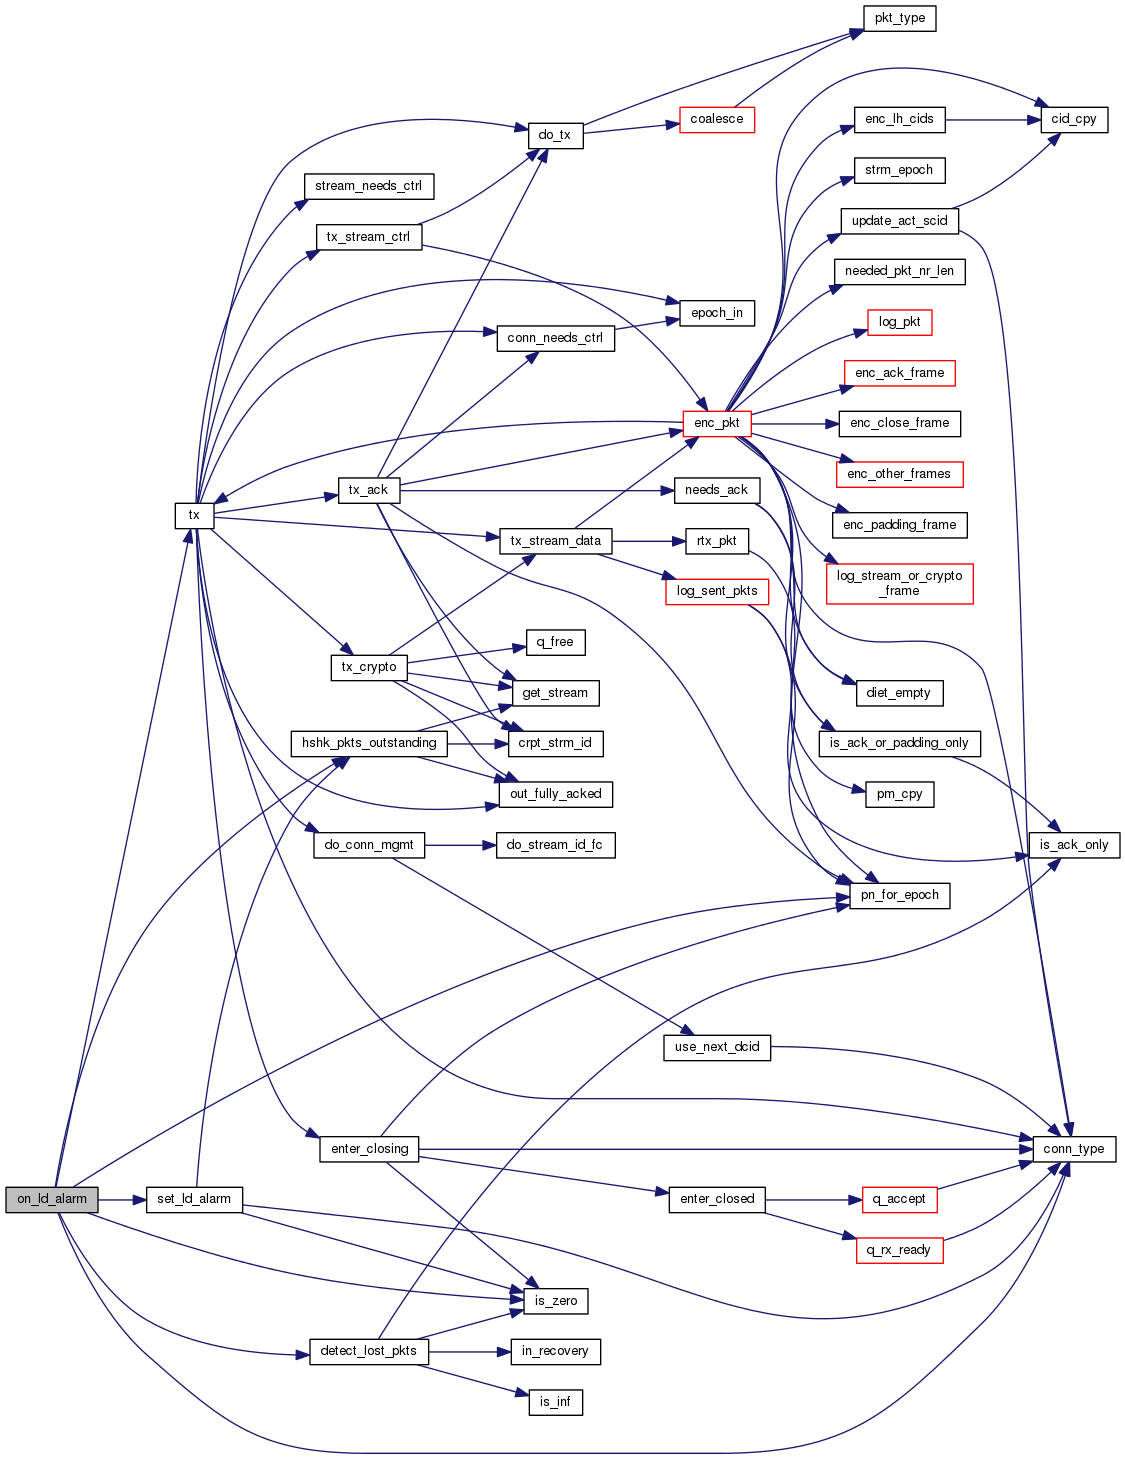 pkt_type
cid_cpy
enc_lh_cids
coalesce
do_tx
strm_epoch
stream_needs_ctrl
update_act_scid
tx_stream_ctrl
needed_pkt_nr_len
epoch_in
log_pkt
conn_needs_ctrl
enc_ack_frame
enc_pkt
enc_close_frame
enc_other_frames
tx_ack
needs_ack
tx
enc_padding_frame
tx_stream_data
rtx_pkt
log_stream_or_crypto
_frame
log_sent_pkts
q_free
tx_crypto
get_stream
diet_empty
hshk_pkts_outstanding
crpt_strm_id
is_ack_or_padding_only
out_fully_acked
pm_cpy
do_conn_mgmt
do_stream_id_fc
is_ack_only
pn_for_epoch
use_next_dcid
enter_closing
conn_type
on_ld_alarm
set_ld_alarm
enter_closed
q_accept
q_rx_ready
is_zero
detect_lost_pkts
in_recovery
is_inf